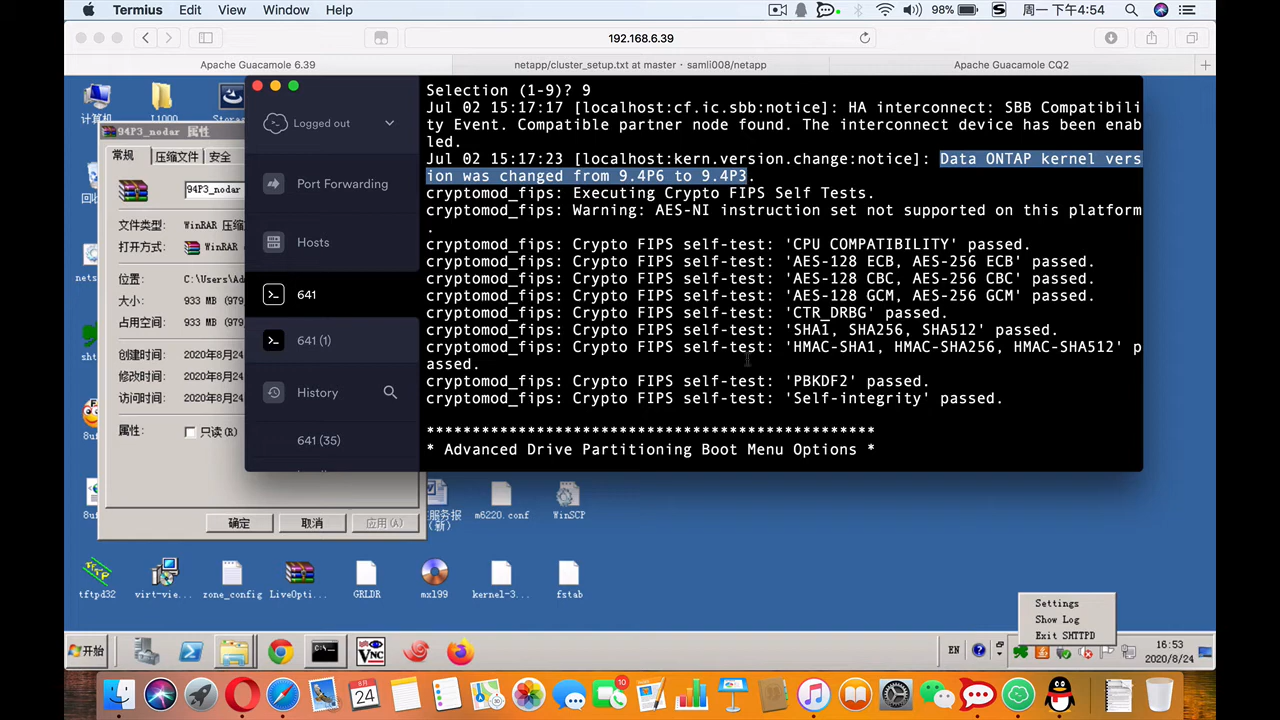 Termius Edit View Window Help
98% 周一 下午4:54
192.168.6.39
Apache Guacamole 6.39
netapp/cluster_setup.txt at master · samli008/netapp
Apache Guacamole CQ2
计算机
L1000
94P3_nodar 属性
常规 压缩文件 安全
94P3_nodar
文件类型: WinRAR 压缩
打开方式: WinRAR
位置: C:\Users\Ad
大小: 933 MB (979
占用空间: 933 MB (979
创建时间: 2020年8月24
修改时间: 2020年8月24
访问时间: 2020年8月24
属性: 只读(R)
确定 取消 应用(A)
Logged out
Port Forwarding
Hosts
641
641 (1)
History
641 (35)
Selection (1-9)? 9
Jul 02 15:17:17 [localhost:cf.ic.sbb:notice]: HA interconnect: SBB Compatibili
ty Event. Compatible partner node found. The interconnect device has been enab
led.
Jul 02 15:17:23 [localhost:kern.version.change:notice]: Data ONTAP kernel vers
ion was changed from 9.4P6 to 9.4P3.
cryptomod_fips: Executing Crypto FIPS Self Tests.
cryptomod_fips: Warning: AES-NI instruction set not supported on this platform
.
cryptomod_fips: Crypto FIPS self-test: 'CPU COMPATIBILITY' passed.
cryptomod_fips: Crypto FIPS self-test: 'AES-128 ECB, AES-256 ECB' passed.
cryptomod_fips: Crypto FIPS self-test: 'AES-128 CBC, AES-256 CBC' passed.
cryptomod_fips: Crypto FIPS self-test: 'AES-128 GCM, AES-256 GCM' passed.
cryptomod_fips: Crypto FIPS self-test: 'CTR_DRBG' passed.
cryptomod_fips: Crypto FIPS self-test: 'SHA1, SHA256, SHA512' passed.
cryptomod_fips: Crypto FIPS self-test: 'HMAC-SHA1, HMAC-SHA256, HMAC-SHA512' p
assed.
cryptomod_fips: Crypto FIPS self-test: 'PBKDF2' passed.
cryptomod_fips: Crypto FIPS self-test: 'Self-integrity' passed.
*************************************************
* Advanced Drive Partitioning Boot Menu Options *
服务报 m6220.conf WinSCP
(新)
tftpd32 virt-vie... zone_config LiveOpti... GRLDR mxl99 kernel-3... fstab
Settings
Show Log
Exit SMTTPD
开始
EN
16:53
2020/8/24
8月
24
10